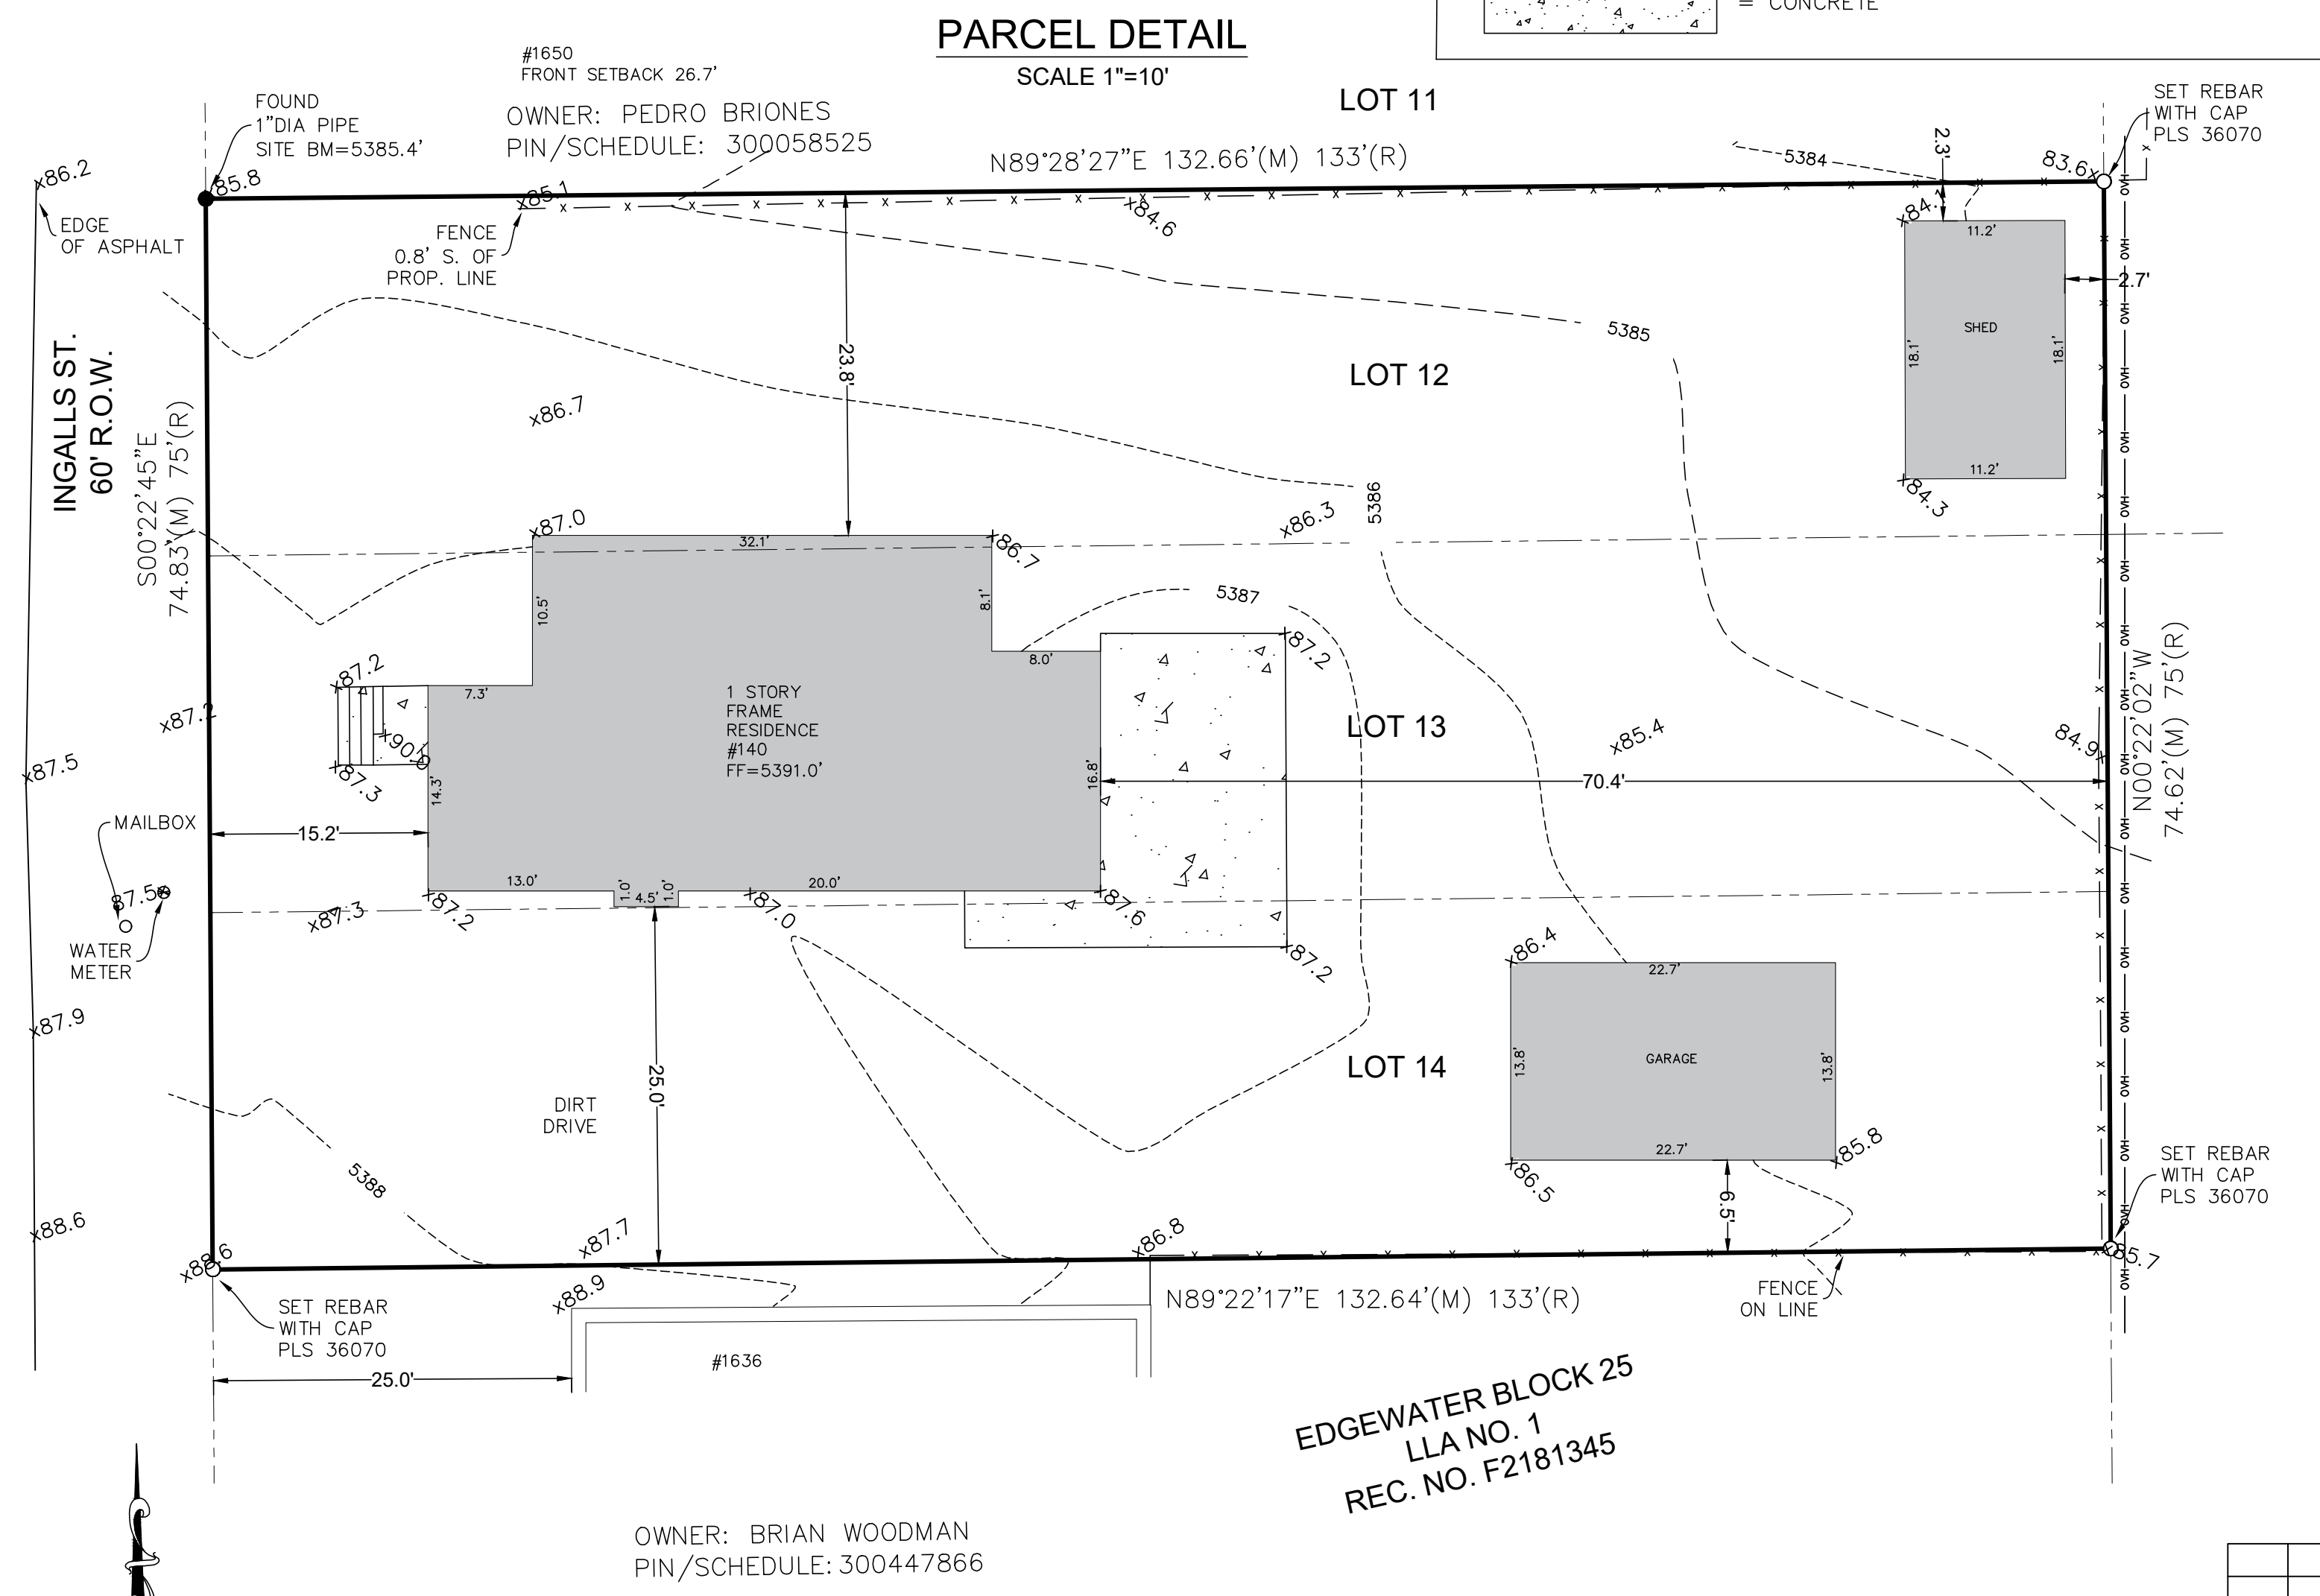 = CONCRETE
PARCEL DETAIL
SCALE 1"=10'
#1650
FRONT SETBACK 26.7'
OWNER: PEDRO BRIONES
PIN/SCHEDULE: 300058525
LOT 11
N89°28'27"E 132.66'(M) 133'(R)
FOUND
1"DIA PIPE
SITE BM=5385.4'
SET REBAR
WITH CAP
PLS 36070
x86.2
85.8
x85.1
x84.6
5384
2.3'
83.6x
EDGE
OF ASPHALT
FENCE
0.8' S. OF
PROP. LINE
11.2'
2.7'
SHED
18.1'
18.1'
11.2'
x84.3
INGALLS ST.
60' R.O.W.
S00°22'45"E
74.83'(M) 75'(R)
23.8'
5385
LOT 12
x86.7
5386
x87.0
32.1'
x86.7
x86.3
10.5'
8.1'
5387
8.0'
x87.2
x87.2
7.3'
1 STORY
FRAME
RESIDENCE
#140
FF=5391.0'
LOT 13
x85.4
84.9x
N00°22'02"W
74.62'(M) 75'(R)
x87.2
x87.5
x87.3
14.3'
16.8'
70.4'
MAILBOX
15.2'
87.5
x87.3
13.0'
1.0'
4.5'
1.0'
20.0'
x87.2
x87.0
x87.6
WATER
METER
x87.2
x86.4
22.7'
x87.9
25.0'
LOT 14
13.8'
GARAGE
13.8'
DIRT
DRIVE
22.7'
x86.5
x85.8
5388
6.5'
SET REBAR
WITH CAP
PLS 36070
x88.6
x88.6
x87.7
x86.8
x85.7
x88.9
N89°22'17"E 132.64'(M) 133'(R)
FENCE
ON LINE
SET REBAR
WITH CAP
PLS 36070
#1636
25.0'
EDGEWATER BLOCK 25
LLA NO. 1
REC. NO. F2181345
OWNER: BRIAN WOODMAN
PIN/SCHEDULE: 300447866